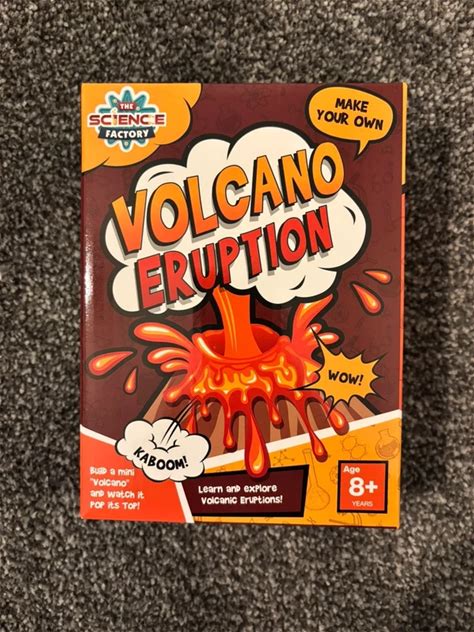 THE
SCIENCE
FACTORY
MAKE
YOUR OWN
VOLCANO
ERUPTION
WOW!
KABOOM!
Build a mini
"Volcano"
and watch it
POP its TOP!
Learn and explore
Volcanic Eruptions!
Age
8+
YEARS